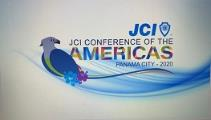 JCI
JCI CONFERENCE OF THE
AMERICAS
PANAMA CITY - 2020